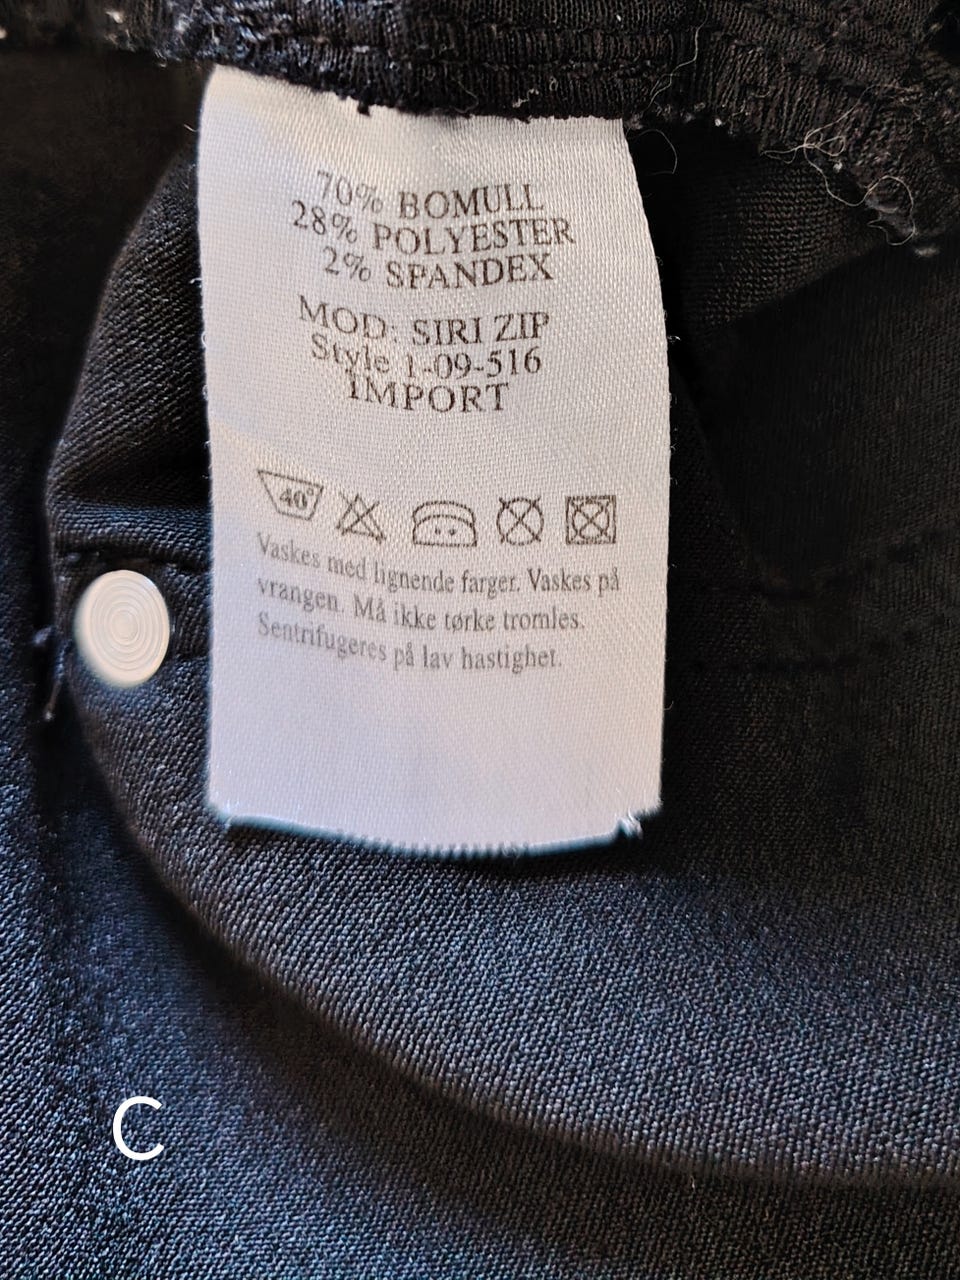 70% BOMULL
28% POLYESTER
2% SPANDEX
MOD: SIRI ZIP
Style 1-09-516
IMPORT
40°
Vaskes med lignende farger. Vaskes på
vrangen. Må ikke tørke tromles.
Sentrifugeres på lav hastighet.
C